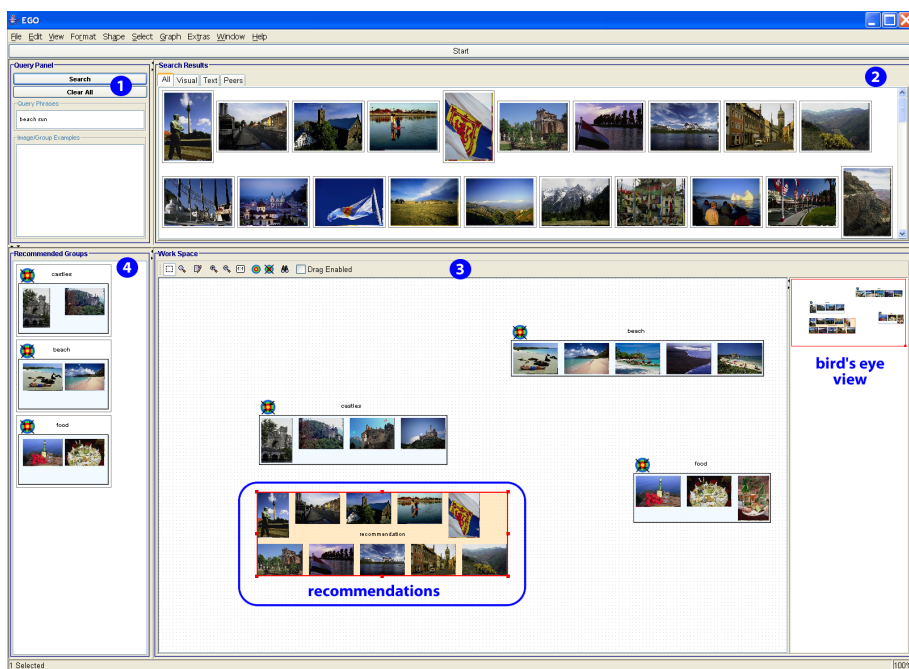 EGO
File Edit View Format Shape Select Graph Extras Window Help
Start
Query Panel
Search
Clear All
1
Query Phrases
beach sun
Image/Group Examples
Search Results
2
All Visual Text Peers
Recommended Groups
4
castles
beach
food
Work Space
3
Drag Enabled
beach
castles
food
recommendation
recommendations
bird's eye
view
1 Selected
100%